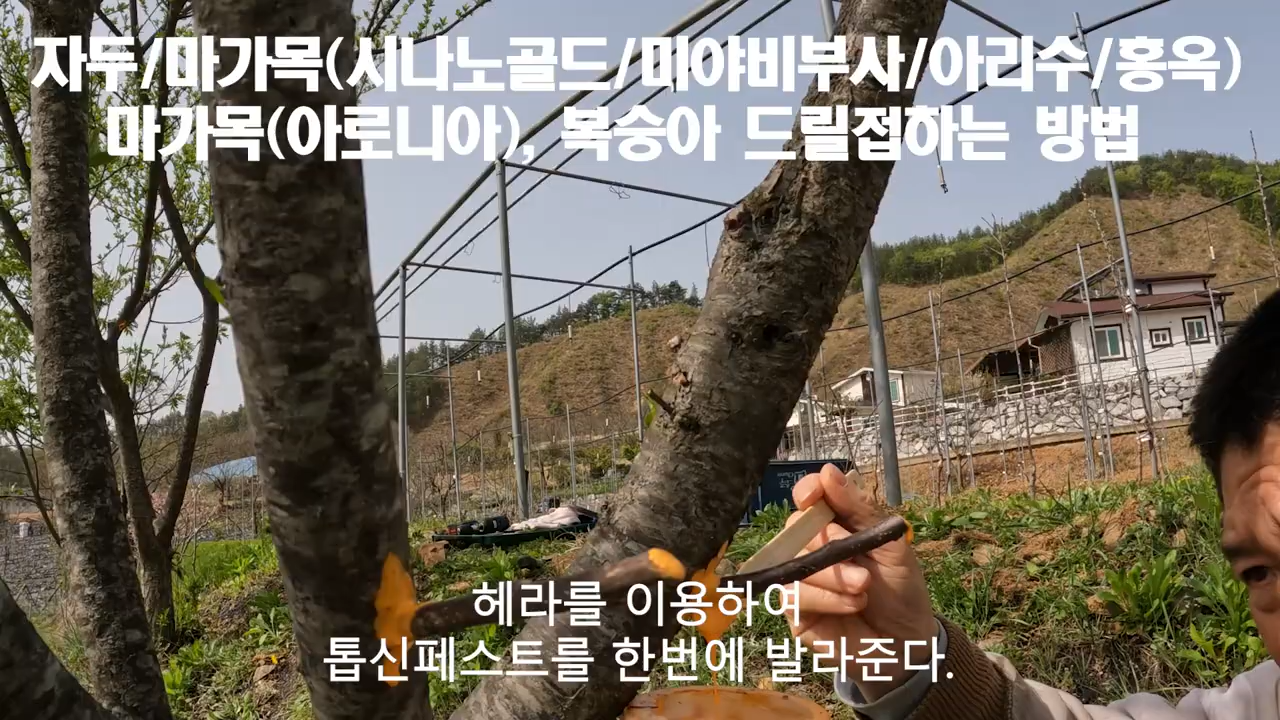 자두/마가목(시나노골드/미야비부사/아리수/홍옥)
마가목(아로니아), 복숭아 드릴접하는 방법
헤라를 이용하여
톱신페스트를 한번에 발라준다.